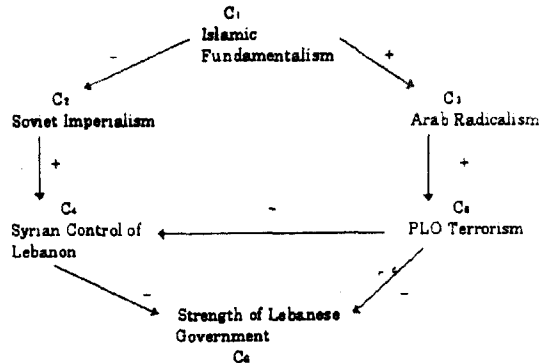 C₁
Islamic
Fundamentalism
-
+
C₂
Soviet Imperialism
C₃
Arab Radicalism
+
+
C₄
Syrian Control of
Lebanon
-
C₅
PLO Terrorism
-
-
Strength of Lebanese
Government
C₆